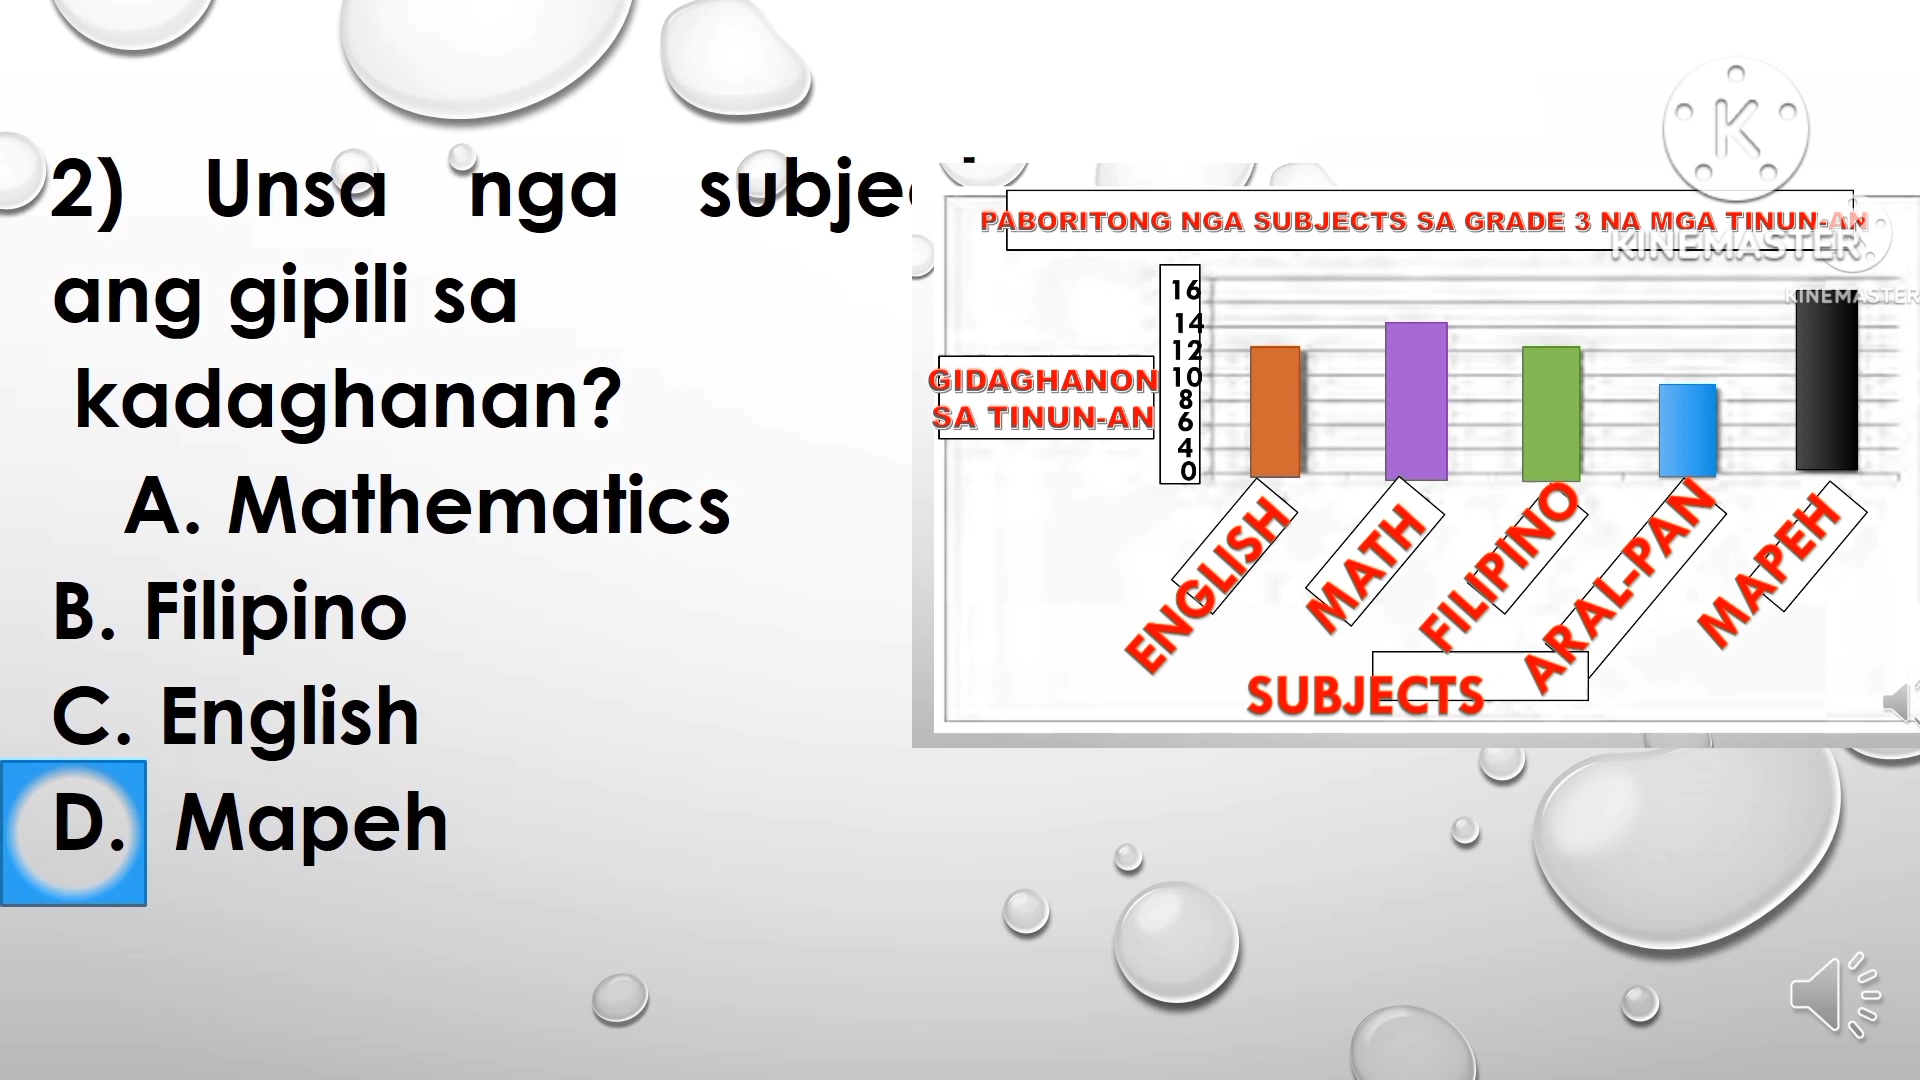 2) Unsa nga subje
ang gipili sa
kadaghanan?
A. Mathematics
B. Filipino
C. English
D. Mapeh
PABORITONG NGA SUBJECTS SA GRADE 3 NA MGA TINUN-AN
GIDAGHANON
SA TINUN-AN
16
14
12
10
8
6
4
0
ENGLISH
MATH
FILIPINO
ARAL-PAN
MAPEH
SUBJECTS
K
KINEMASTER
KINEMASTER